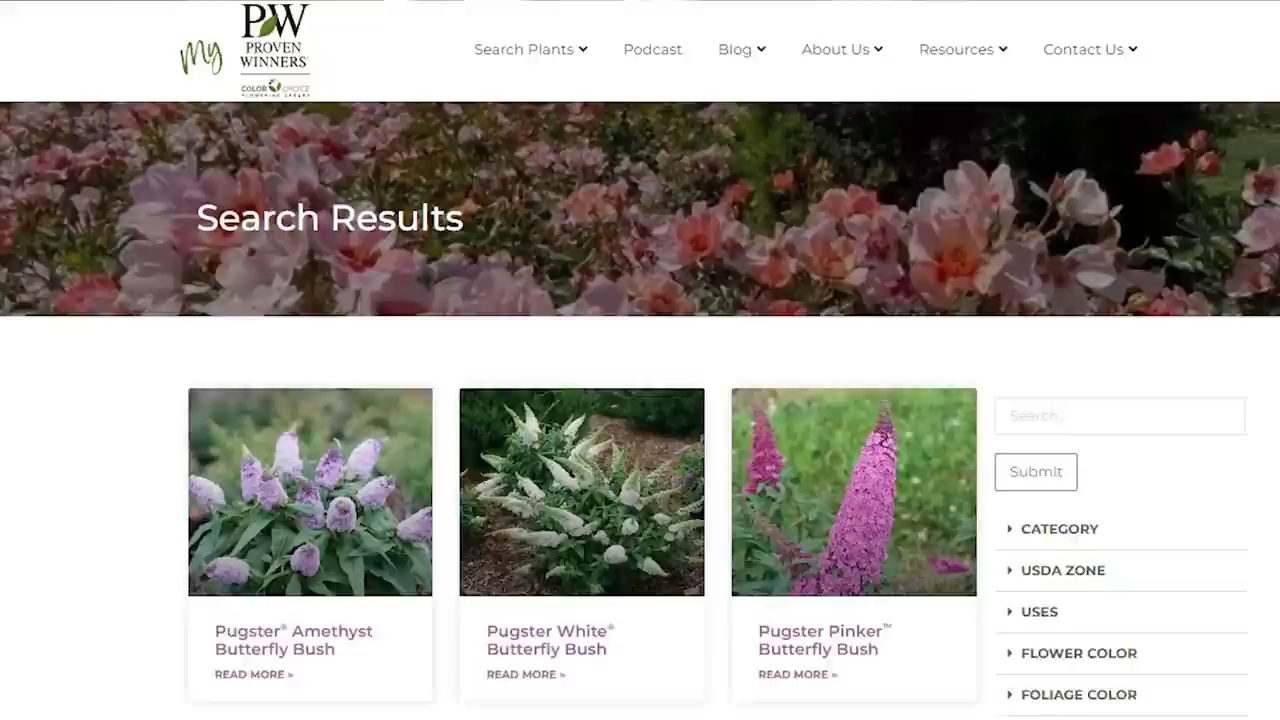 my
PW
PROVEN
WINNERS
COLOR CHOICE
Search Plants
Podcast
Blog
About Us
Resources
Contact Us
Search Results
Search...
Submit
Pugster® Amethyst
Butterfly Bush
READ MORE »
Pugster White®
Butterfly Bush
READ MORE »
Pugster Pinker™
Butterfly Bush
READ MORE »
CATEGORY
USDA ZONE
USES
FLOWER COLOR
FOLIAGE COLOR